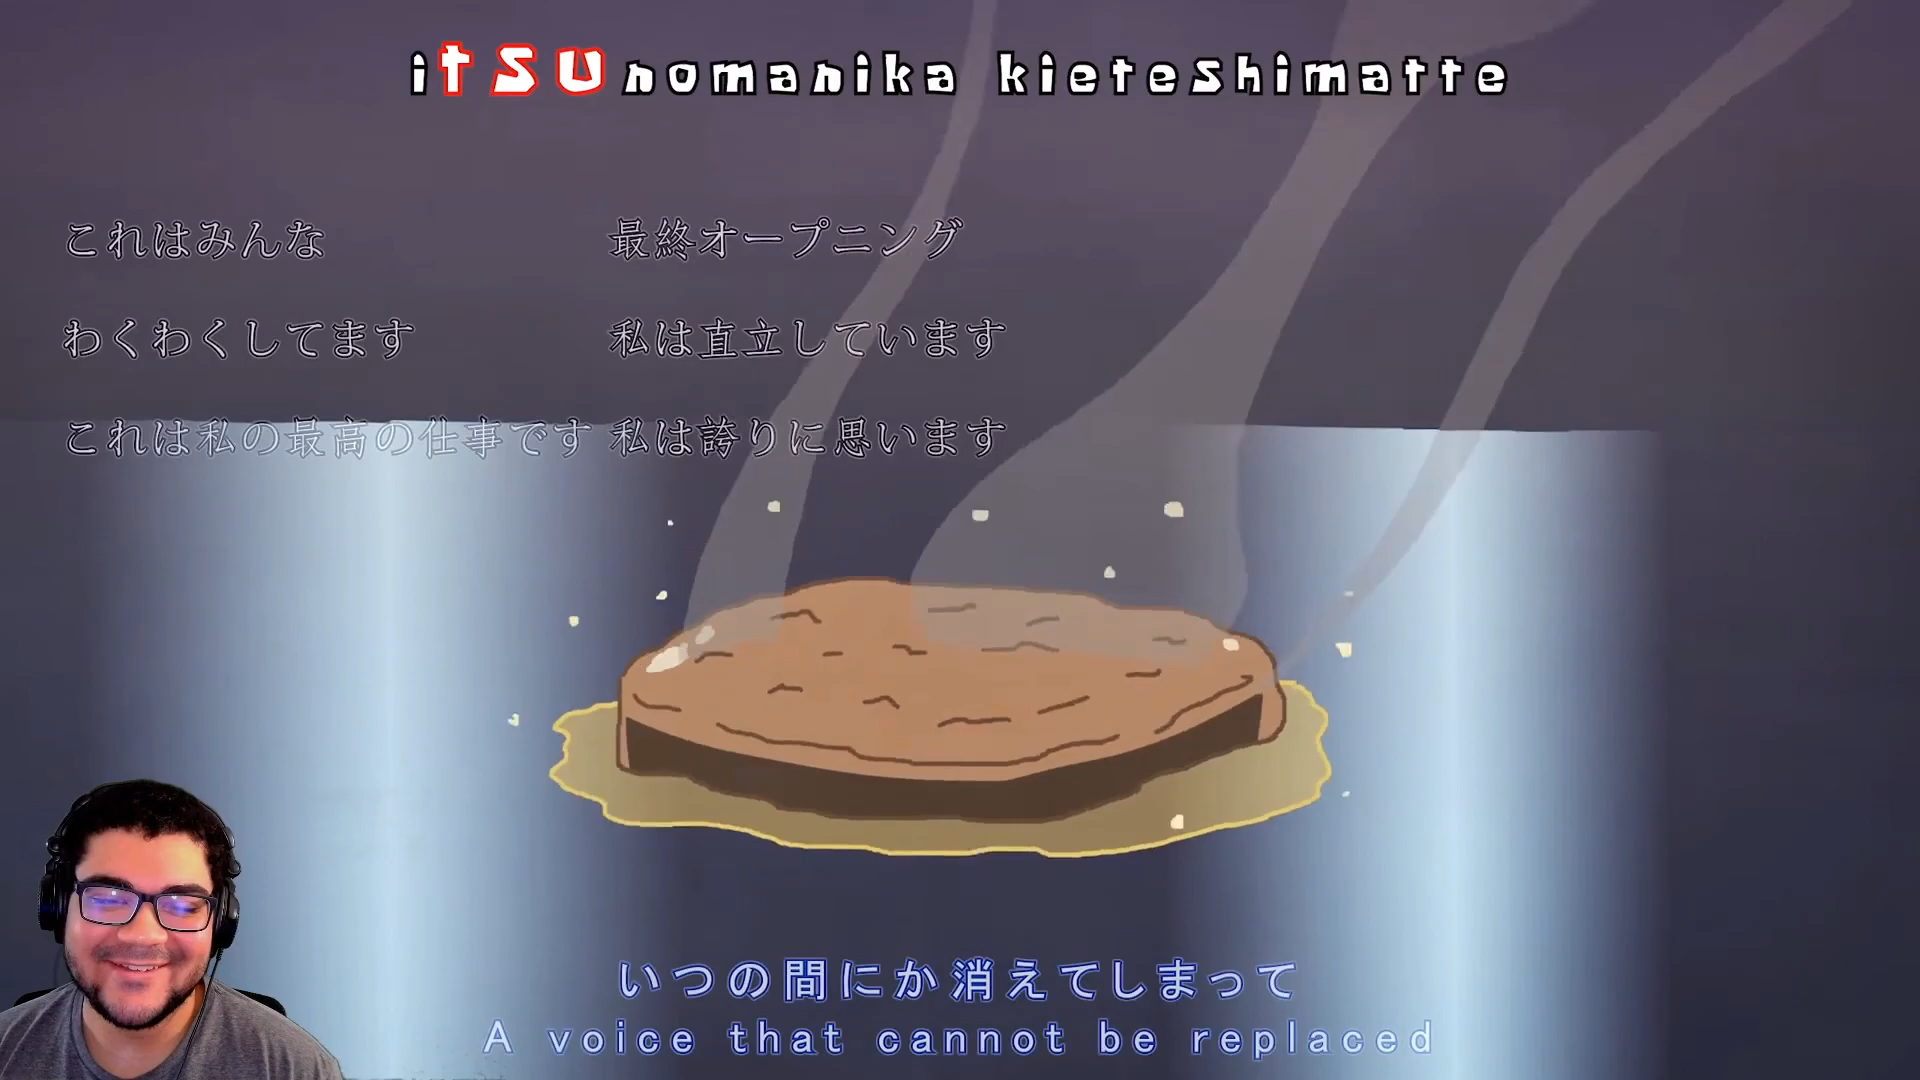 iTSUnomanika kieteshimatte
これはみんな 最終オープニング
わくわくしてます 私は直立しています
これは私の最高の仕事です 私は誇りに思います
いつの間にか消えてしまって
A voice that cannot be replaced